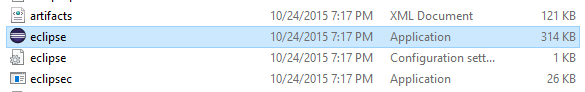 artifacts 10/24/2015 7:17 PM XML Document 121 KB
eclipse 10/24/2015 7:17 PM Application 314 KB
eclipse 10/24/2015 7:17 PM Configuration sett... 1 KB
eclipsec 10/24/2015 7:17 PM Application 26 KB